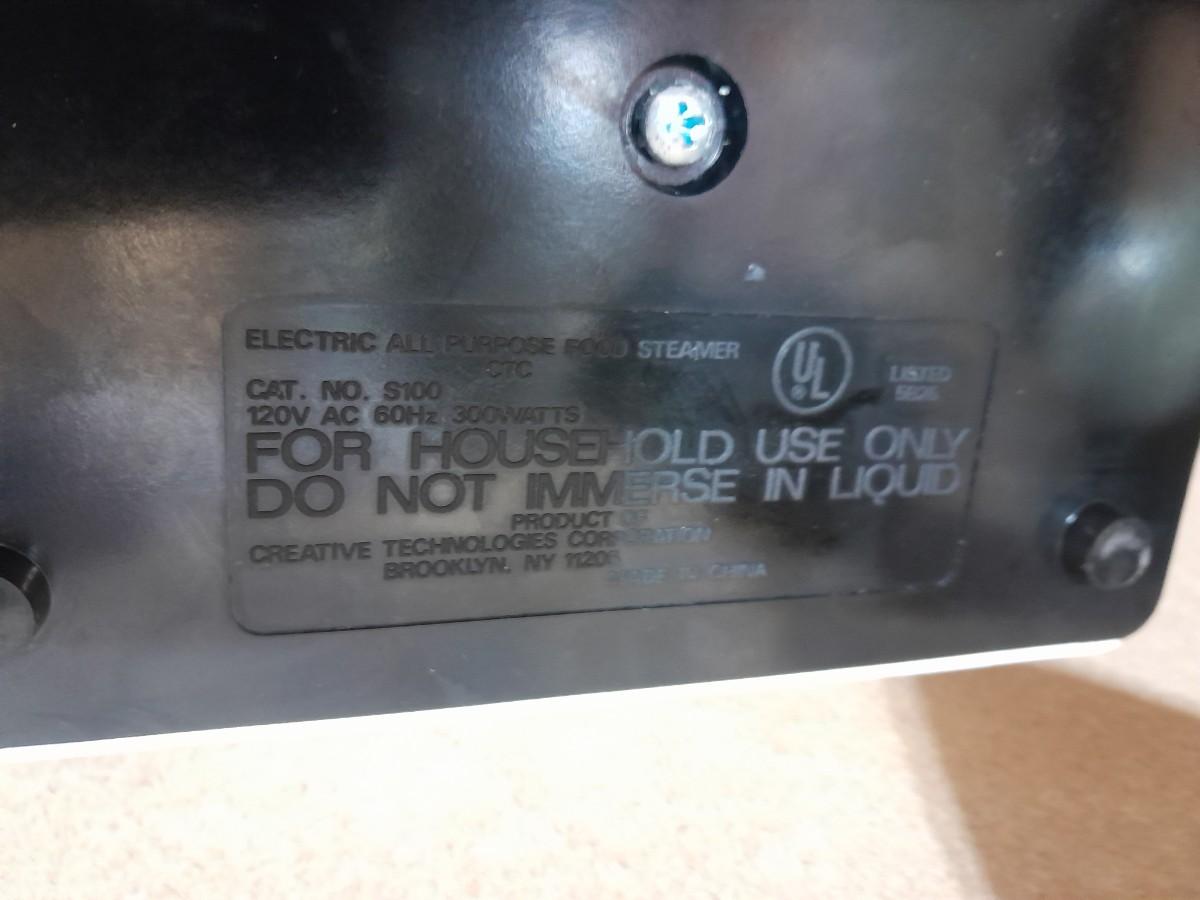 ELECTRIC ALL PURPOSE FOOD STEAMER
CTC
CAT. NO. S100
120V AC 60Hz 300WATTS
UL
®
LISTED
FOR HOUSEHOLD USE ONLY
DO NOT IMMERSE IN LIQUID
PRODUCT OF
CREATIVE TECHNOLOGIES CORPORATION
BROOKLYN, NY
MADE IN CHINA